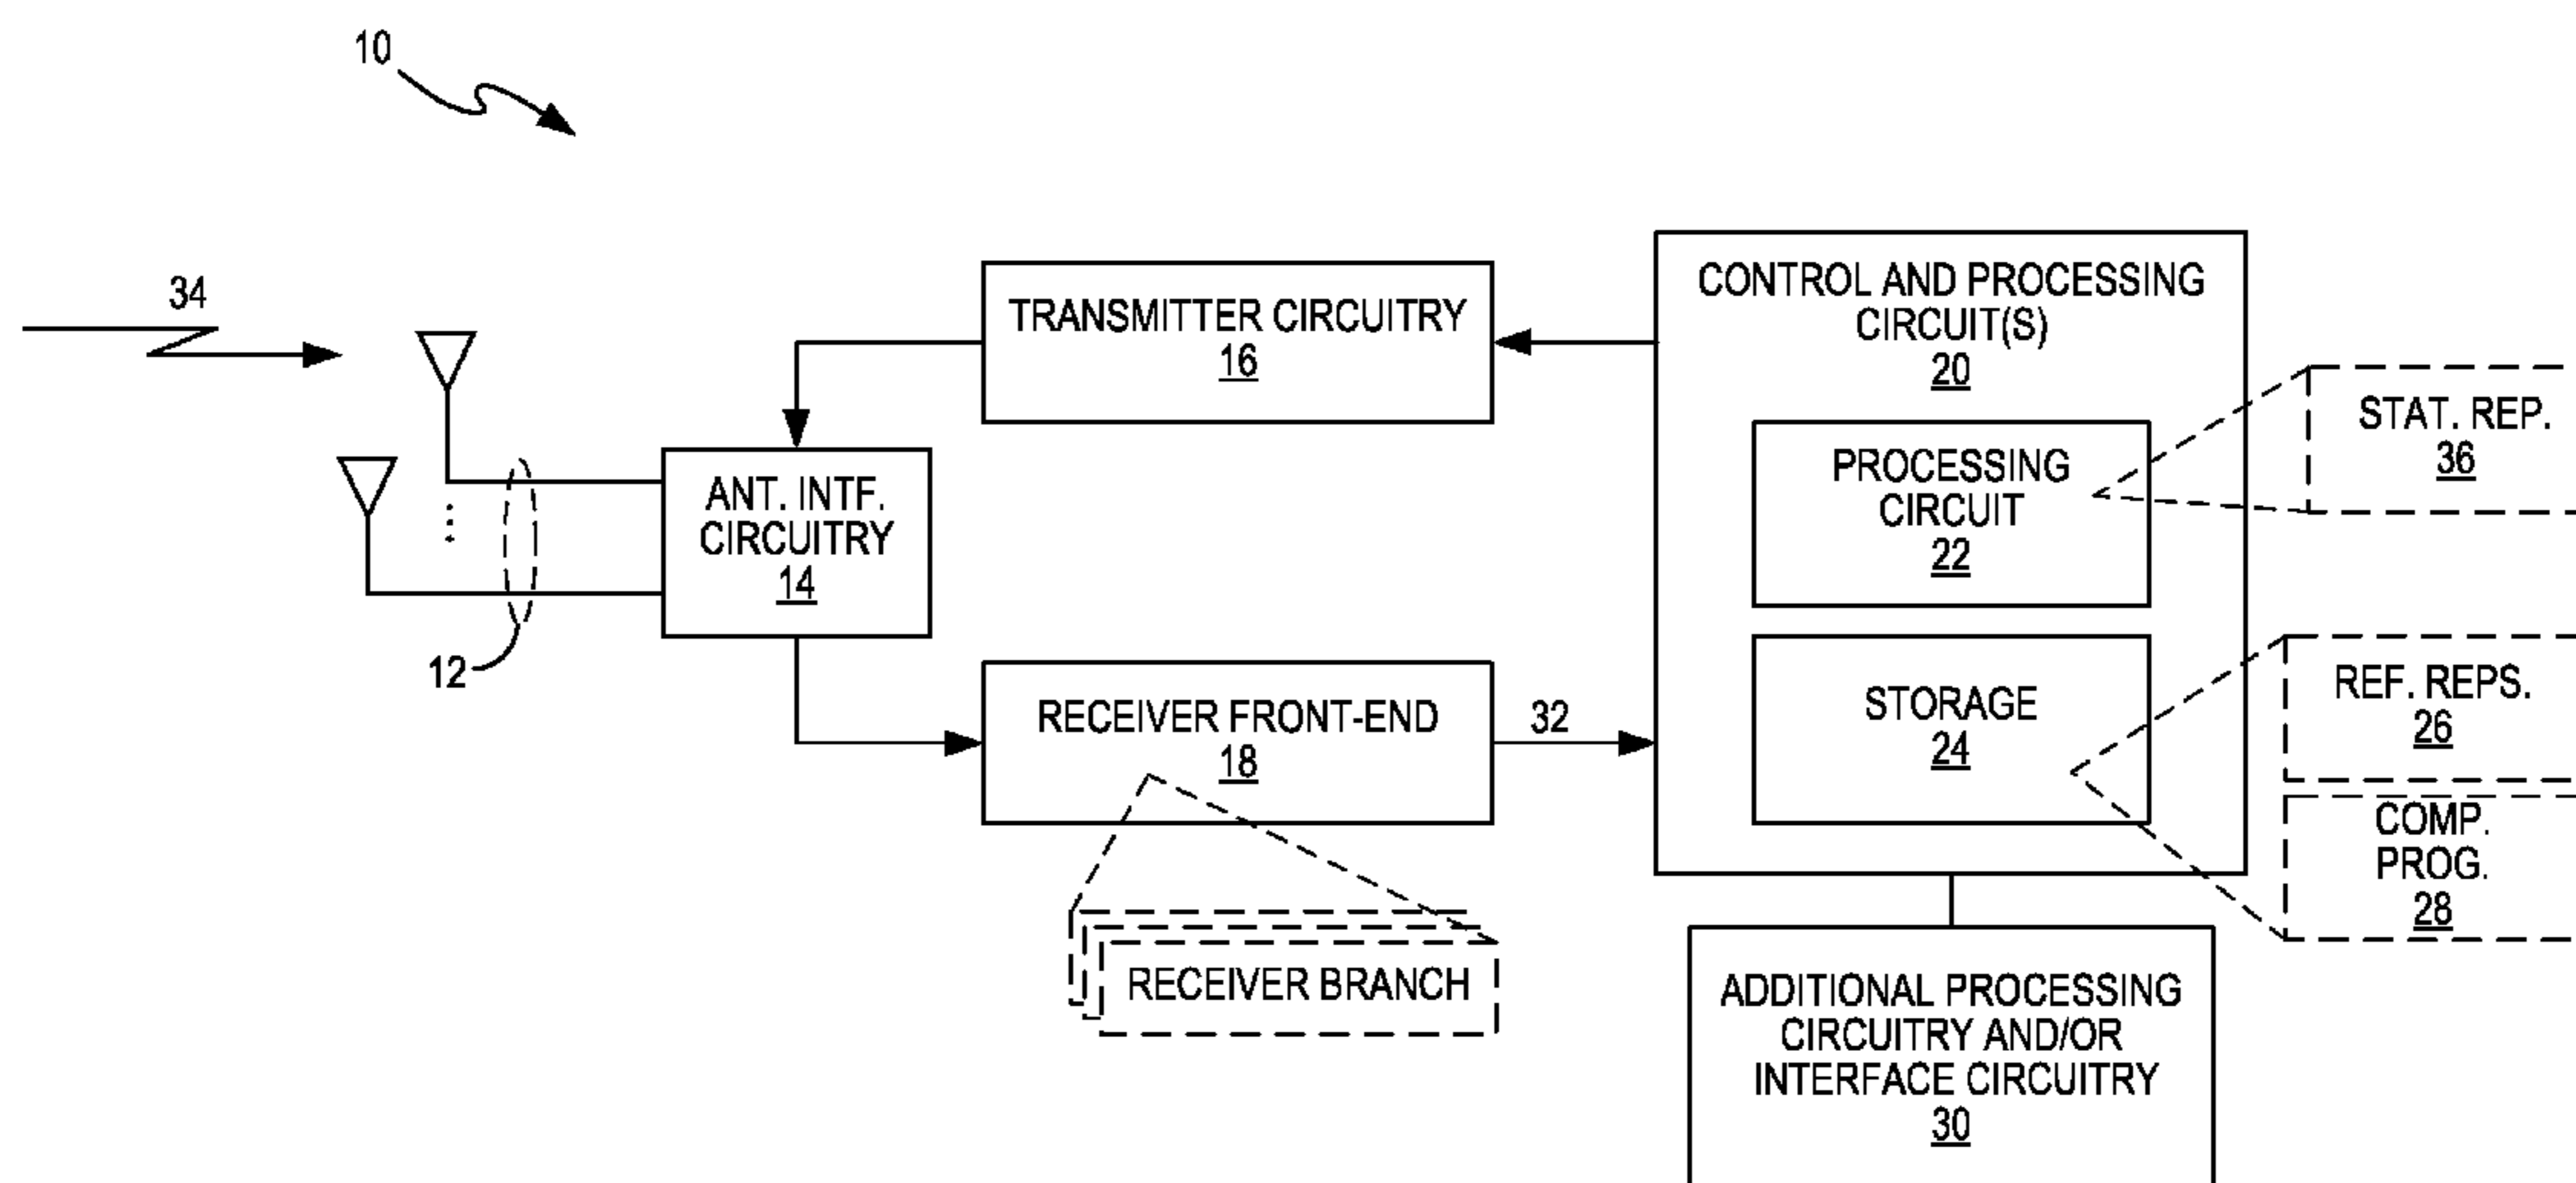 10
34
TRANSMITTER CIRCUITRY
16
CONTROL AND PROCESSING
CIRCUIT(S)
20
STAT. REP.
36
PROCESSING
CIRCUIT
22
ANT. INTF.
CIRCUITRY
14
12
RECEIVER FRONT-END
18
32
STORAGE
24
REF. REPS.
26
COMP.
PROG.
28
RECEIVER BRANCH
ADDITIONAL PROCESSING
CIRCUITRY AND/OR
INTERFACE CIRCUITRY
30